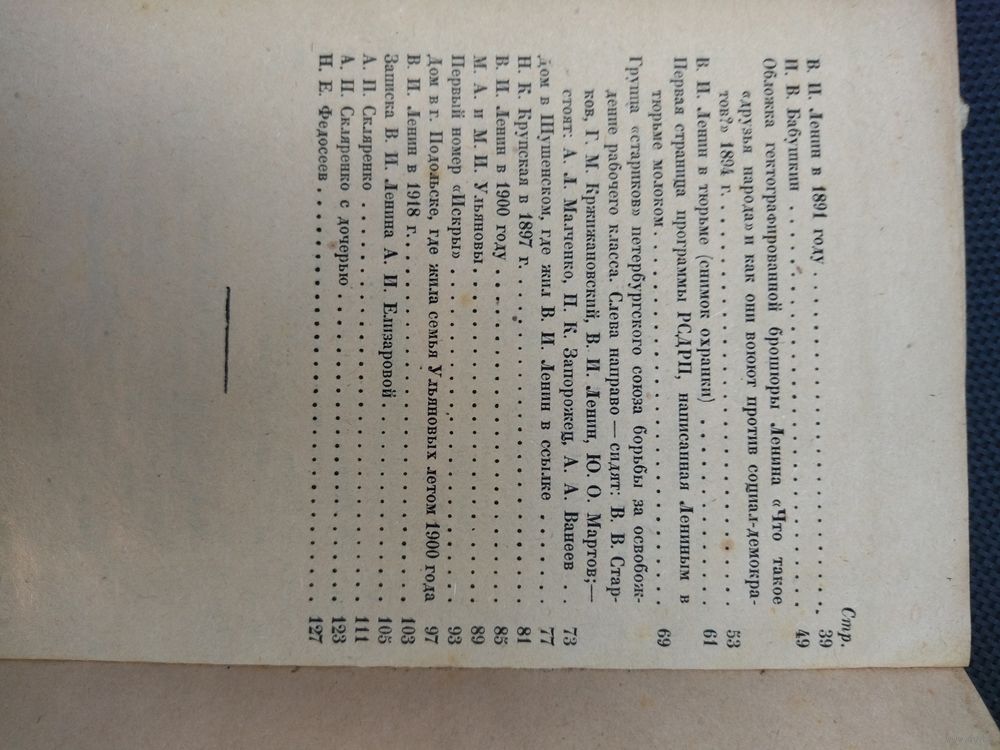 Стр.
В. И. Ленин в 1891 году . . . . . . . . . . . . . . . . . . . . . . . 39
И. В. Бабушкин . . . . . . . . . . . . . . . . . . . . . . . . . . . . 49
Обложка гектографированной брошюры Ленина «Что такое
«друзья народа» и как они воюют против социал-демокра-
тов?» 1894 г. . . . . . . . . . . . . . . . . . . . . . . . . . . . . . 53
В. И. Ленин в тюрьме (снимок охранки) . . . . . . . . . . . . 61
Первая страница программы РСДРП, написанная Лениным в
тюрьме молоком . . . . . . . . . . . . . . . . . . . . . . . . . . . 69
Группа «стариков» петербургского союза борьбы за освобож-
дение рабочего класса. Слева направо — сидят: В. В. Стар-
ков, Г. М. Кржижановский, В. И. Ленин, Ю. О. Мартов;—
стоят: А. Л. Малченко, П. К. Запорожец, А. А. Ванеев . . 73
Дом в Шушенском, где жил В. И. Ленин в ссылке . . . . . . 77
Н. К. Крупская в 1897 г. . . . . . . . . . . . . . . . . . . . . . . 81
В. И. Ленин в 1900 году . . . . . . . . . . . . . . . . . . . . . . . 85
М. А. и М. И. Ульяновы . . . . . . . . . . . . . . . . . . . . . . . 89
Первый номер «Искры» . . . . . . . . . . . . . . . . . . . . . . . 93
Дом в г. Подольске, где жила семья Ульяновых летом 1900 года 97
В. И. Ленин в 1918 г. . . . . . . . . . . . . . . . . . . . . . . . . . 103
Записка В. И. Ленина А. И. Елизаровой . . . . . . . . . . . . . 105
А. П. Скляренко . . . . . . . . . . . . . . . . . . . . . . . . . . . . 111
А. П. Скляренко с дочерью . . . . . . . . . . . . . . . . . . . . . 123
Н. Е. Федосеев . . . . . . . . . . . . . . . . . . . . . . . . . . . . . 127